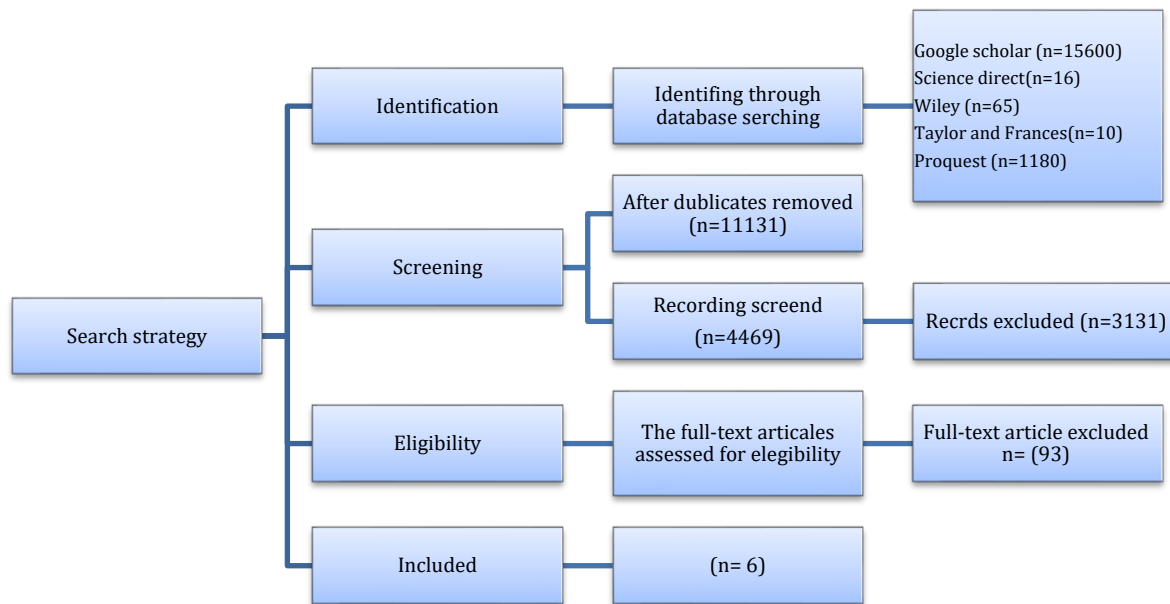 Search strategy
Identification
Identifing through
database serching
Google scholar (n=15600)
Science direct(n=16)
Wiley (n=65)
Taylor and Frances(n=10)
Proquest (n=1180)
Screening
After dublicates removed
(n=11131)
Recording screend
(n=4469)
Recrds excluded (n=3131)
Eligibility
The full-text articales
assessed for elegibility
Full-text article excluded
n= (93)
Included
(n= 6)